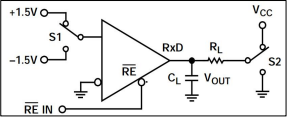 +1.5V
S1
−1.5V
RE
RE IN
RxD
CL
VOUT
RL
VCC
S2